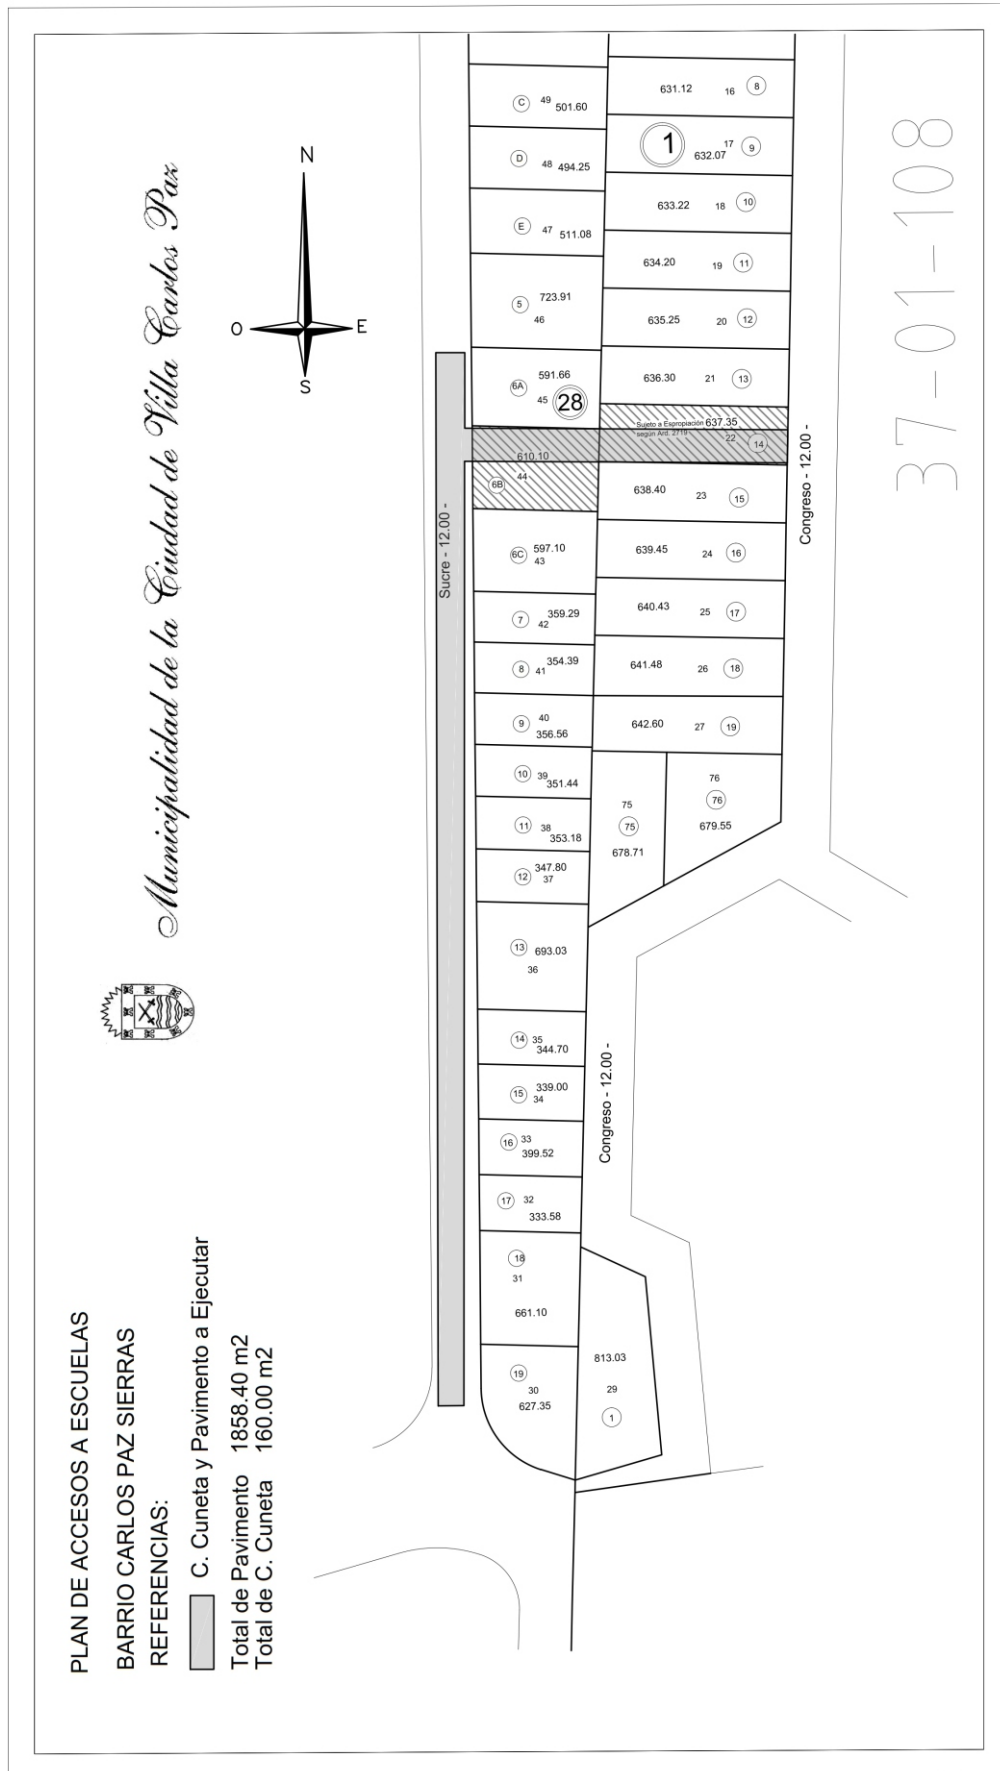 PLAN DE ACCESOS A ESCUELAS
BARRIO CARLOS PAZ SIERRAS
REFERENCIAS:
C. Cuneta y Pavimento a Ejecutar
Total de Pavimento 1858.40 m2
Total de C. Cuneta 160.00 m2
Municipalidad de la Ciudad de Villa Carlos Paz
N
O E
S
37-01-108
Sucre - 12.00 -
Congreso - 12.00 -
Congreso - 12.00 -
28
1
C 49 501.60
D 48 494.25
E 47 511.08
5 723.91
46
6A 591.66
45
610.10
44
6B
6C 597.10
43
7 359.29
42
8 41 354.39
9 40
356.56
10 39 351.44
11 38 353.18
12 347.80
37
13 693.03
36
14 35
344.70
15 339.00
34
16 33
399.52
17 32
333.58
18
31
661.10
19
30
627.35
631.12 16 8
632.07 17 9
633.22 18 10
634.20 19 11
635.25 20 12
636.30 21 13
Sujeto a Espropiación 637.35
según Ard. 2719 22 14
638.40 23 15
639.45 24 16
640.43 25 17
641.48 26 18
642.60 27 19
75
75
678.71
76
76
679.55
813.03
29
1